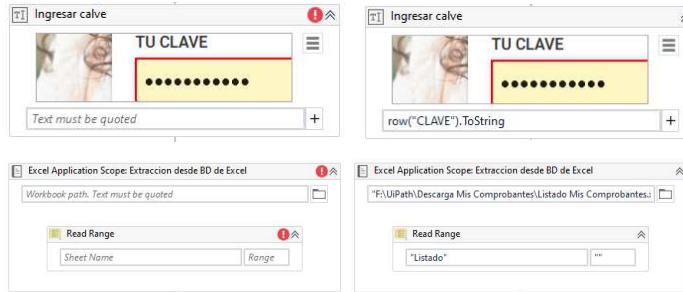 Ingresar calve
TU CLAVE
Text must be quoted
Ingresar calve
TU CLAVE
row("CLAVE").ToString
Excel Application Scope: Extraccion desde BD de Excel
Workbook path. Text must be quoted
Read Range
Sheet Name
Range
Excel Application Scope: Extraccion desde BD de Excel
"F:\UiPath\Descarga Mis Comprobantes\Listado Mis Comprobantes.
Read Range
"Listado"
""